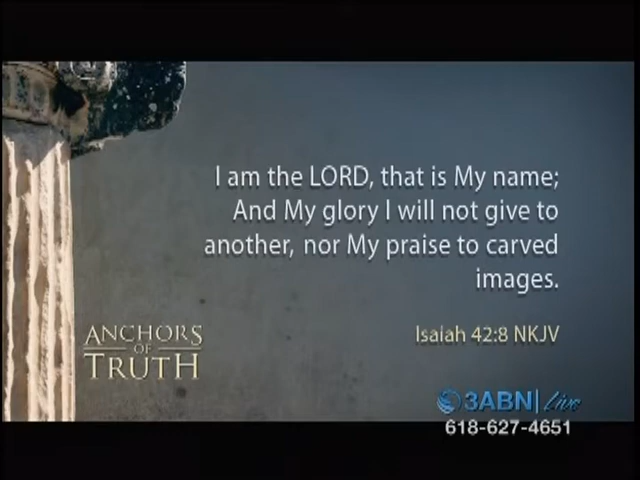 I am the LORD, that is My name;
And My glory I will not give to
another, nor My praise to carved
images.
Isaiah 42:8 NKJV
ANCHORS
OF
TRUTH
3ABN Live
618-627-4651